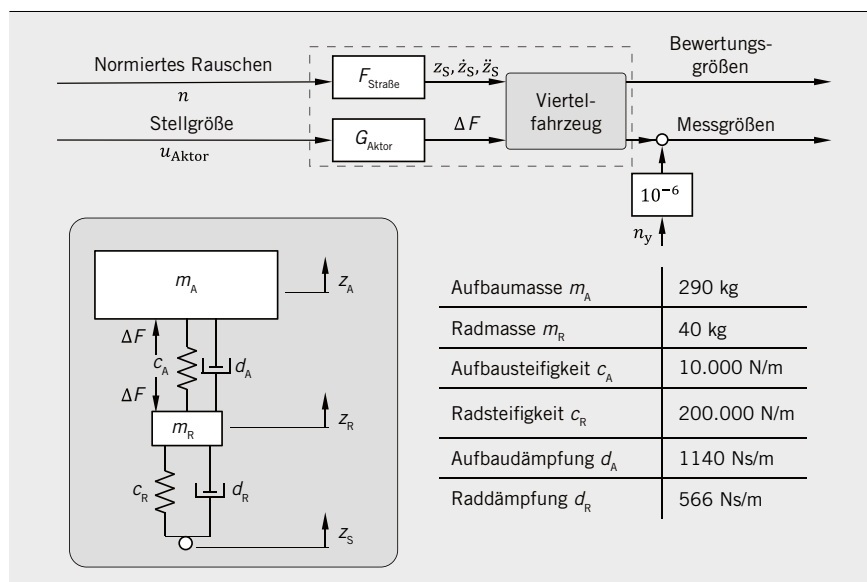 Normiertes Rauschen
n
F_Straße
z_S, ż_S, z̈_S
Bewertungs-
größen
Viertel-
fahrzeug
Stellgröße
u_Aktor
G_Aktor
ΔF
Messgrößen
10⁻⁶
n_y
m_A
z_A
ΔF
c_A
d_A
ΔF
m_R
z_R
c_R
d_R
z_S
Aufbaumasse m_A 290 kg
Radmasse m_R 40 kg
Aufbausteifigkeit c_A 10.000 N/m
Radsteifigkeit c_R 200.000 N/m
Aufbaudämpfung d_A 1140 Ns/m
Raddämpfung d_R 566 Ns/m